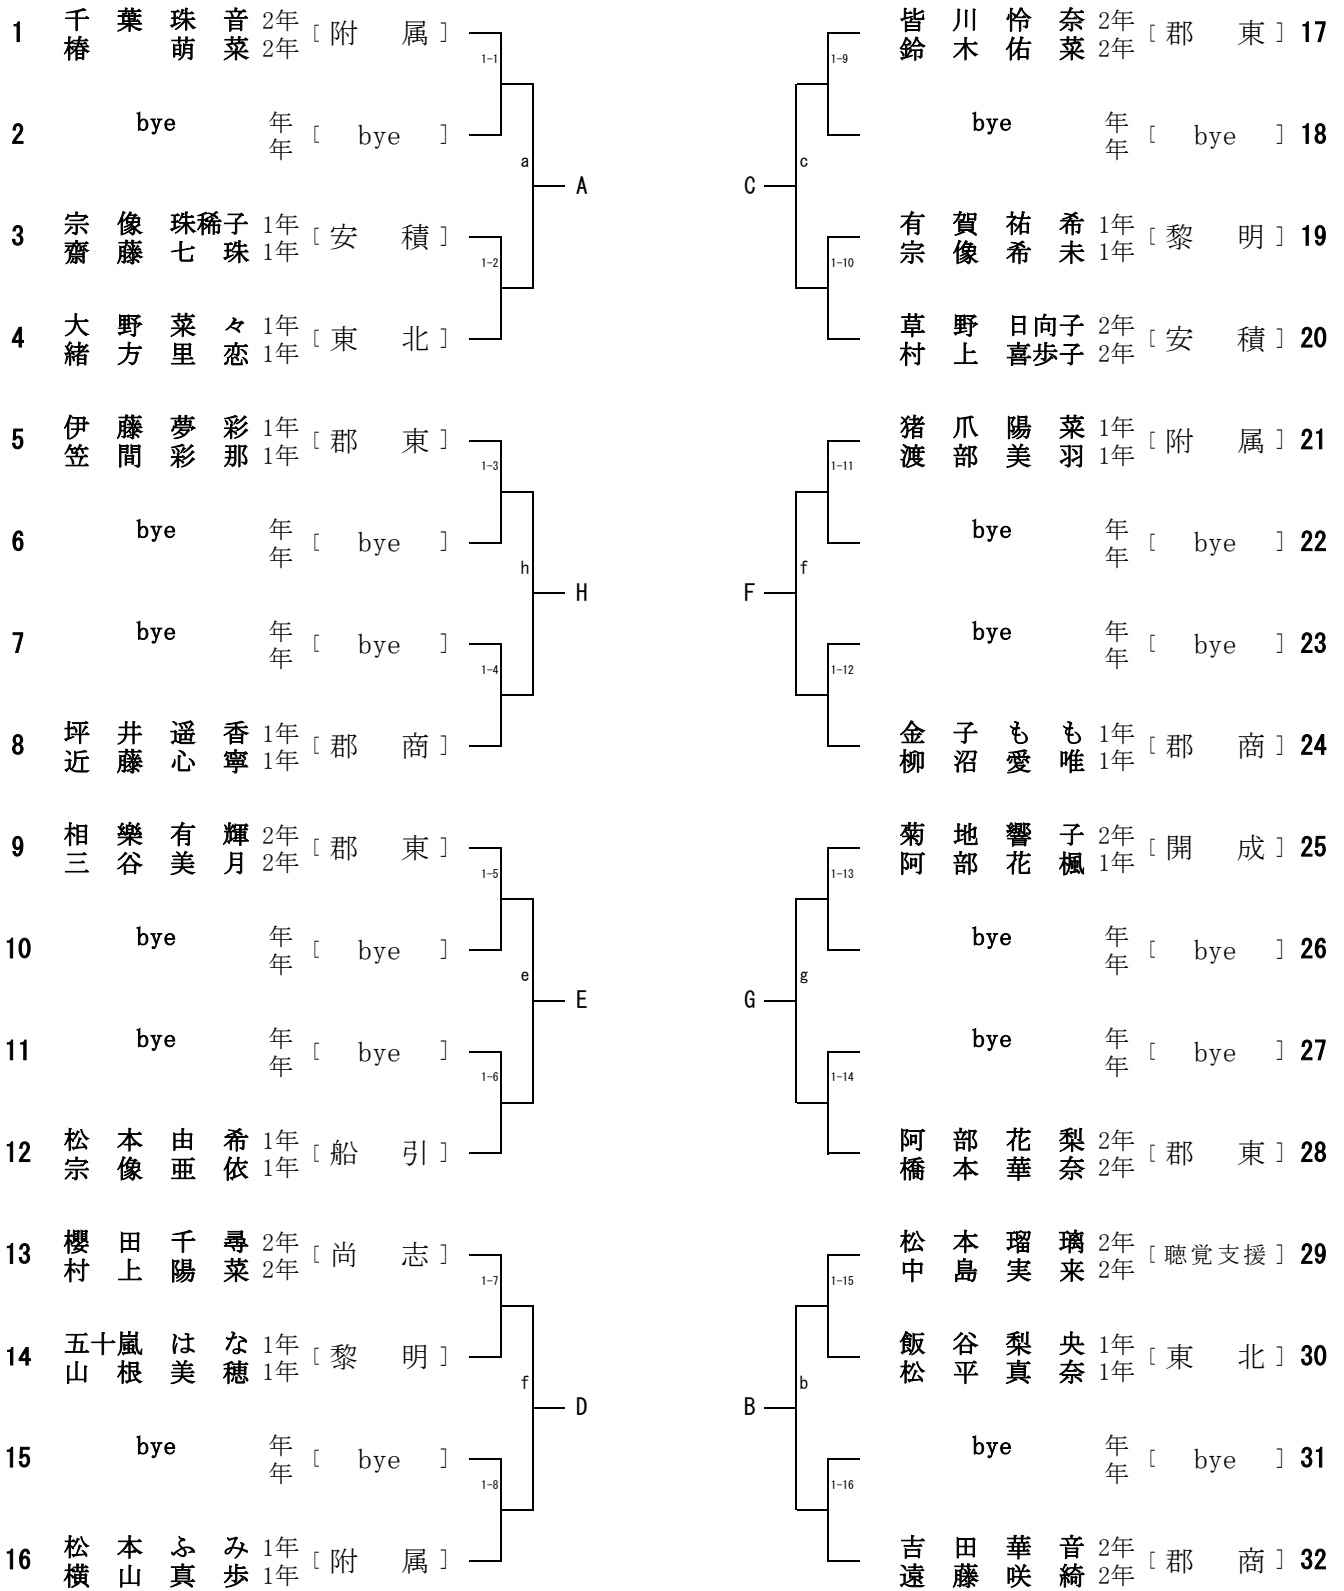 1 千葉珠音 2年 [ 附 属 ]
椿 萌菜 2年
1-1
2 bye 年 [ bye ]
年
a
A
3 宗像珠稀子 1年 [ 安 積 ]
齋藤七珠 1年
1-2
4 大野菜々 1年 [ 東 北 ]
緒方里恋 1年
5 伊藤夢彩 1年 [ 郡 東 ]
笠間彩那 1年
1-3
6 bye 年 [ bye ]
年
h
H
7 bye 年 [ bye ]
年
1-4
8 坪井遥香 1年 [ 郡 商 ]
近藤心寧 1年
9 相樂有輝 2年 [ 郡 東 ]
三谷美月 2年
1-5
10 bye 年 [ bye ]
年
e
E
11 bye 年 [ bye ]
年
1-6
12 松本由希 1年 [ 船 引 ]
宗像亜依 1年
13 櫻田千尋 2年 [ 尚 志 ]
村上陽菜 2年
1-7
14 五十嵐はな 1年 [ 黎 明 ]
山根美穂 1年
f
D
15 bye 年 [ bye ]
年
1-8
16 松本ふみ 1年 [ 附 属 ]
横山真歩 1年
皆川怜奈 2年 [ 郡 東 ] 17
鈴木佑菜 2年
1-9
bye 年 [ bye ] 18
年
c
C
有賀祐希 1年 [ 黎 明 ] 19
宗像希未 1年
1-10
草野日向子 2年 [ 安 積 ] 20
村上喜歩子 2年
猪爪陽菜 1年 [ 附 属 ] 21
渡部美羽 1年
1-11
bye 年 [ bye ] 22
年
f
F
bye 年 [ bye ] 23
年
1-12
金子もも 1年 [ 郡 商 ] 24
柳沼愛唯 1年
菊地響子 2年 [ 開 成 ] 25
阿部花楓 1年
1-13
bye 年 [ bye ] 26
年
g
G
bye 年 [ bye ] 27
年
1-14
阿部花梨 2年 [ 郡 東 ] 28
橋本華奈 2年
松本瑠璃 2年 [ 聴覚支援 ] 29
中島実来 2年
1-15
飯谷梨央 1年 [ 東 北 ] 30
松平真奈 1年
b
B
bye 年 [ bye ] 31
年
1-16
吉田華音 2年 [ 郡 商 ] 32
遠藤咲綺 2年